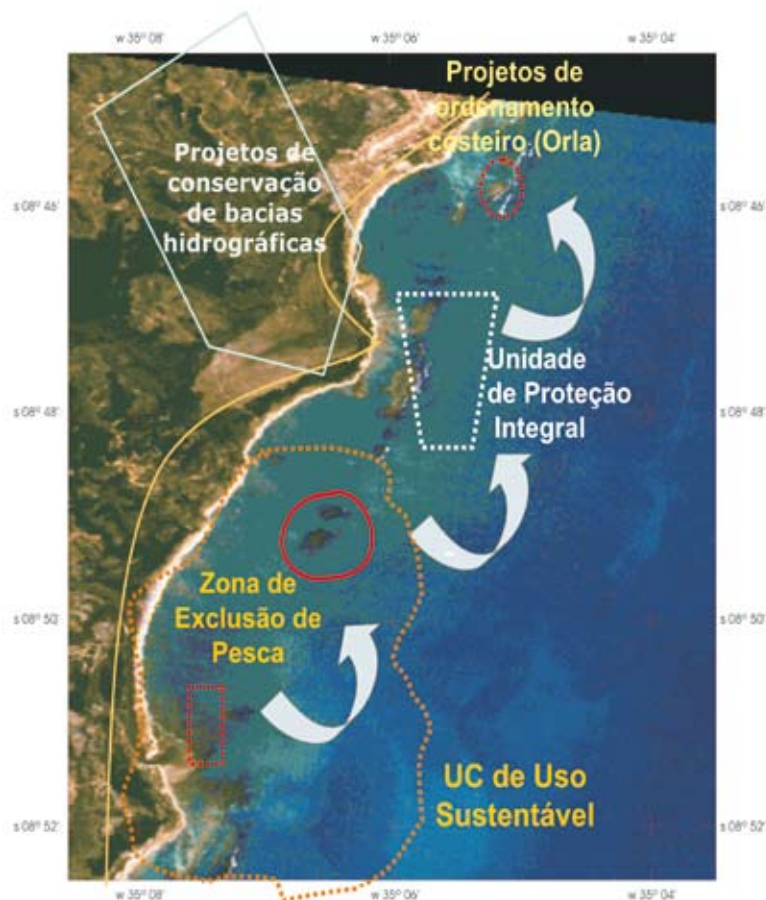 w 35º 08'
w 35º 06'
w 35º 04'
Projetos de
ordenamento
costeiro (Orla)
Projetos de
conservação
de bacias
hidrográficas
s 08º 46'
s 08º 46'
Unidade
de Proteção
Integral
s 08º 48'
s 08º 48'
Zona de
Exclusão de
Pesca
s 08º 50'
s 08º 50'
UC de Uso
Sustentável
s 08º 52'
s 08º 52'
w 35º 08'
w 35º 06'
w 35º 04'